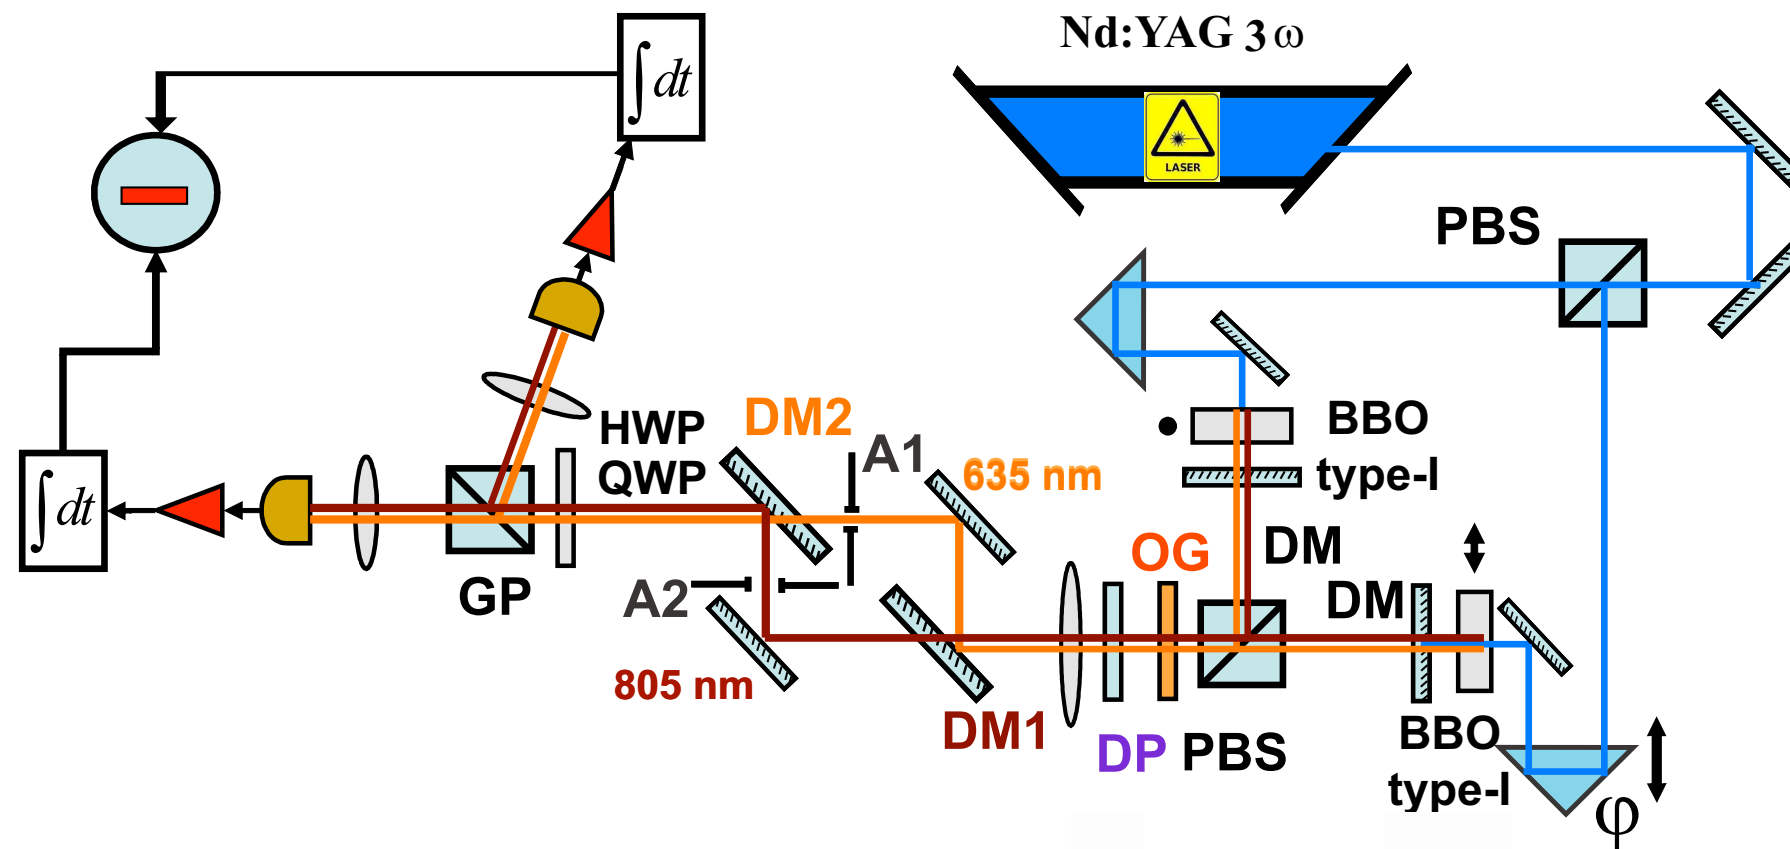 Nd:YAG 3 ω
∫dt
LASER
PBS
HWP
QWP
DM2
A1
635 nm
BBO
type-I
∫dt
GP
A2
805 nm
DM1
OG
DM
DM
DP
PBS
BBO
type-I
φ